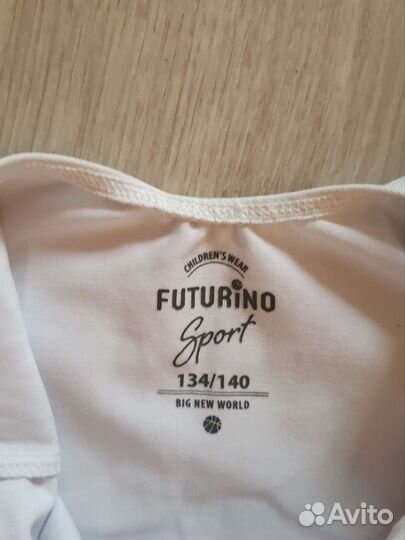 CHILDREN'S WEAR
FUTURiNO
Sport
134/140
BIG NEW WORLD
Avito